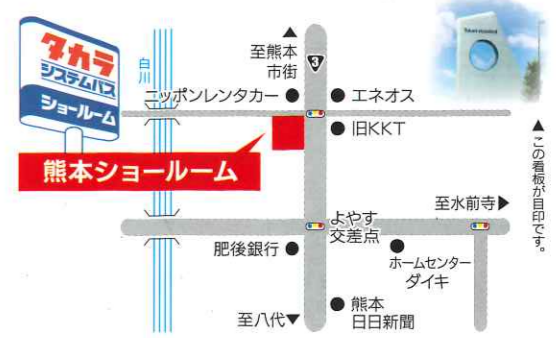 タカラ
システムバス
ショールーム
白川
▲
至熊本
市街
3
ニッポンレンタカー ●
● エネオス
● 旧KKT
熊本ショールーム
▲この看板が目印です。
至水前寺▶
よやす
交差点
肥後銀行 ●
ホームセンター
ダイキ
至八代▼
● 熊本
日日新聞